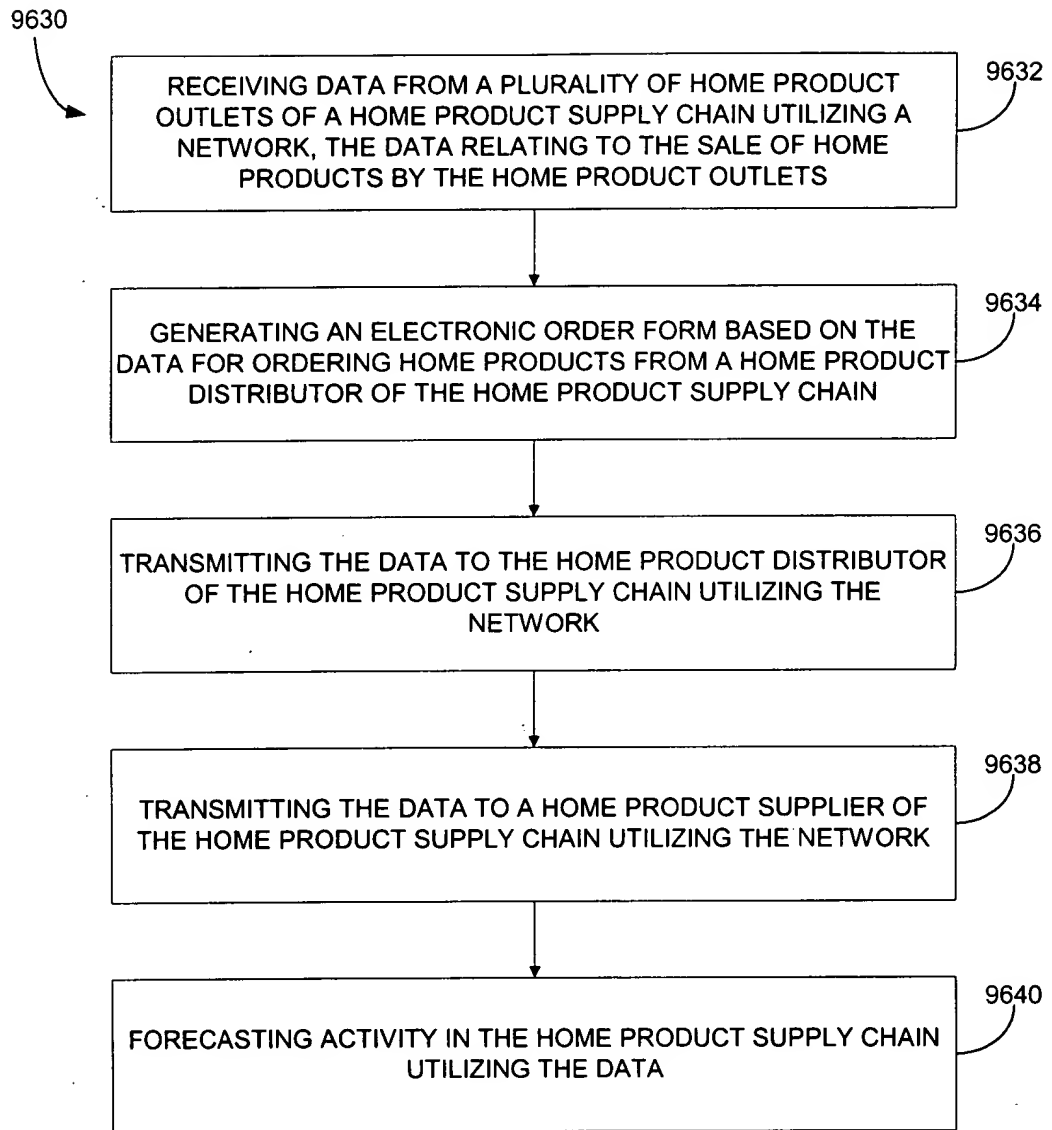 9630
RECEIVING DATA FROM A PLURALITY OF HOME PRODUCT
OUTLETS OF A HOME PRODUCT SUPPLY CHAIN UTILIZING A
NETWORK, THE DATA RELATING TO THE SALE OF HOME
PRODUCTS BY THE HOME PRODUCT OUTLETS
9632
GENERATING AN ELECTRONIC ORDER FORM BASED ON THE
DATA FOR ORDERING HOME PRODUCTS FROM A HOME PRODUCT
DISTRIBUTOR OF THE HOME PRODUCT SUPPLY CHAIN
9634
TRANSMITTING THE DATA TO THE HOME PRODUCT DISTRIBUTOR
OF THE HOME PRODUCT SUPPLY CHAIN UTILIZING THE
NETWORK
9636
TRANSMITTING THE DATA TO A HOME PRODUCT SUPPLIER OF
THE HOME PRODUCT SUPPLY CHAIN UTILIZING THE NETWORK
9638
FORECASTING ACTIVITY IN THE HOME PRODUCT SUPPLY CHAIN
UTILIZING THE DATA
9640